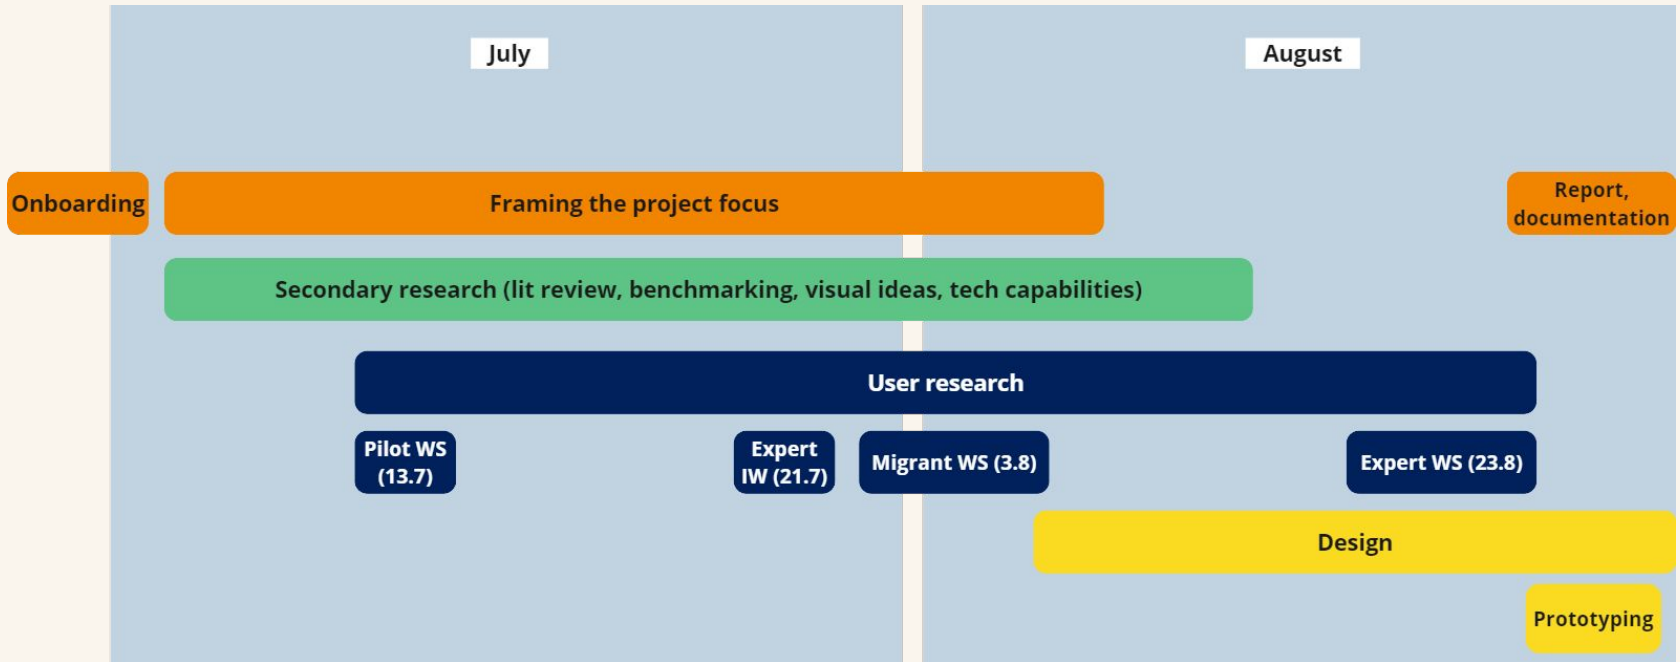 July
August
Onboarding
Framing the project focus
Report,
documentation
Secondary research (lit review, benchmarking, visual ideas, tech capabilities)
User research
Pilot WS
(13.7)
Expert
IW (21.7)
Migrant WS (3.8)
Expert WS (23.8)
Design
Prototyping